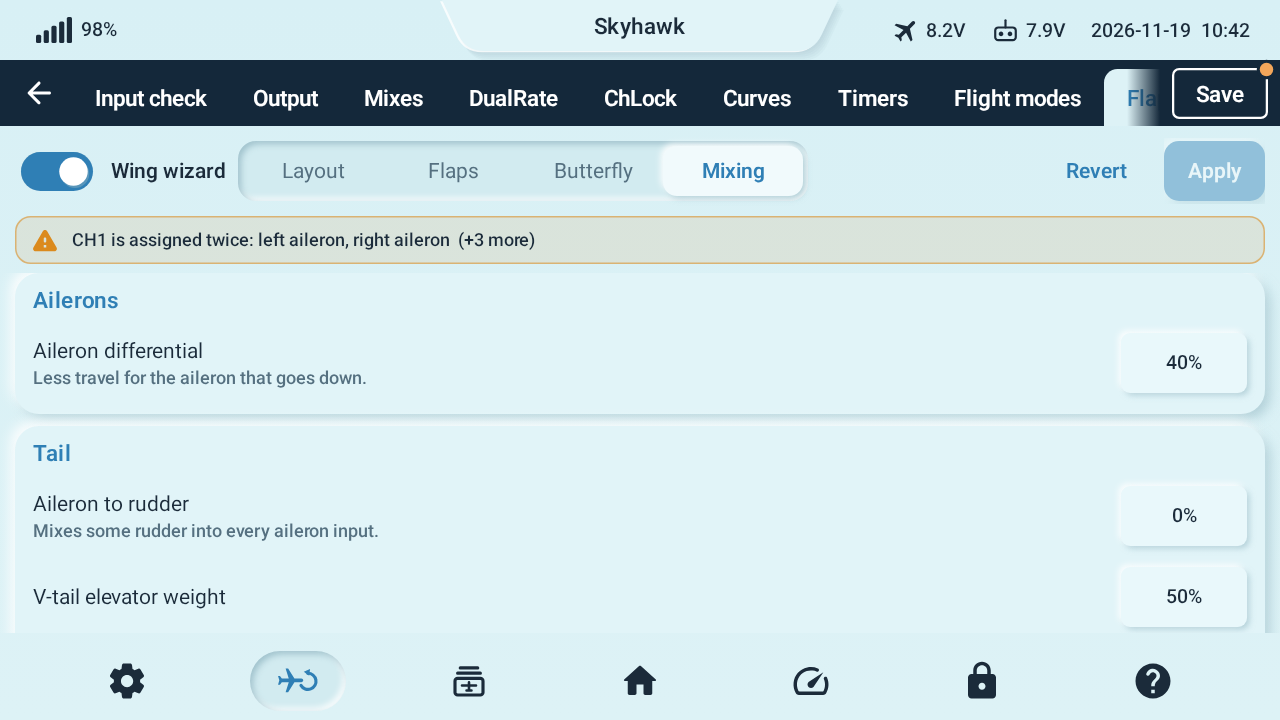 98%
Skyhawk
8.2V
7.9V
2026-11-19 10:42
Input check
Output
Mixes
DualRate
ChLock
Curves
Timers
Flight modes
Fla
Save
Wing wizard
Layout
Flaps
Butterfly
Mixing
Revert
Apply
CH1 is assigned twice: left aileron, right aileron (+3 more)
Ailerons
Aileron differential
Less travel for the aileron that goes down.
40%
Tail
Aileron to rudder
Mixes some rudder into every aileron input.
0%
V-tail elevator weight
50%